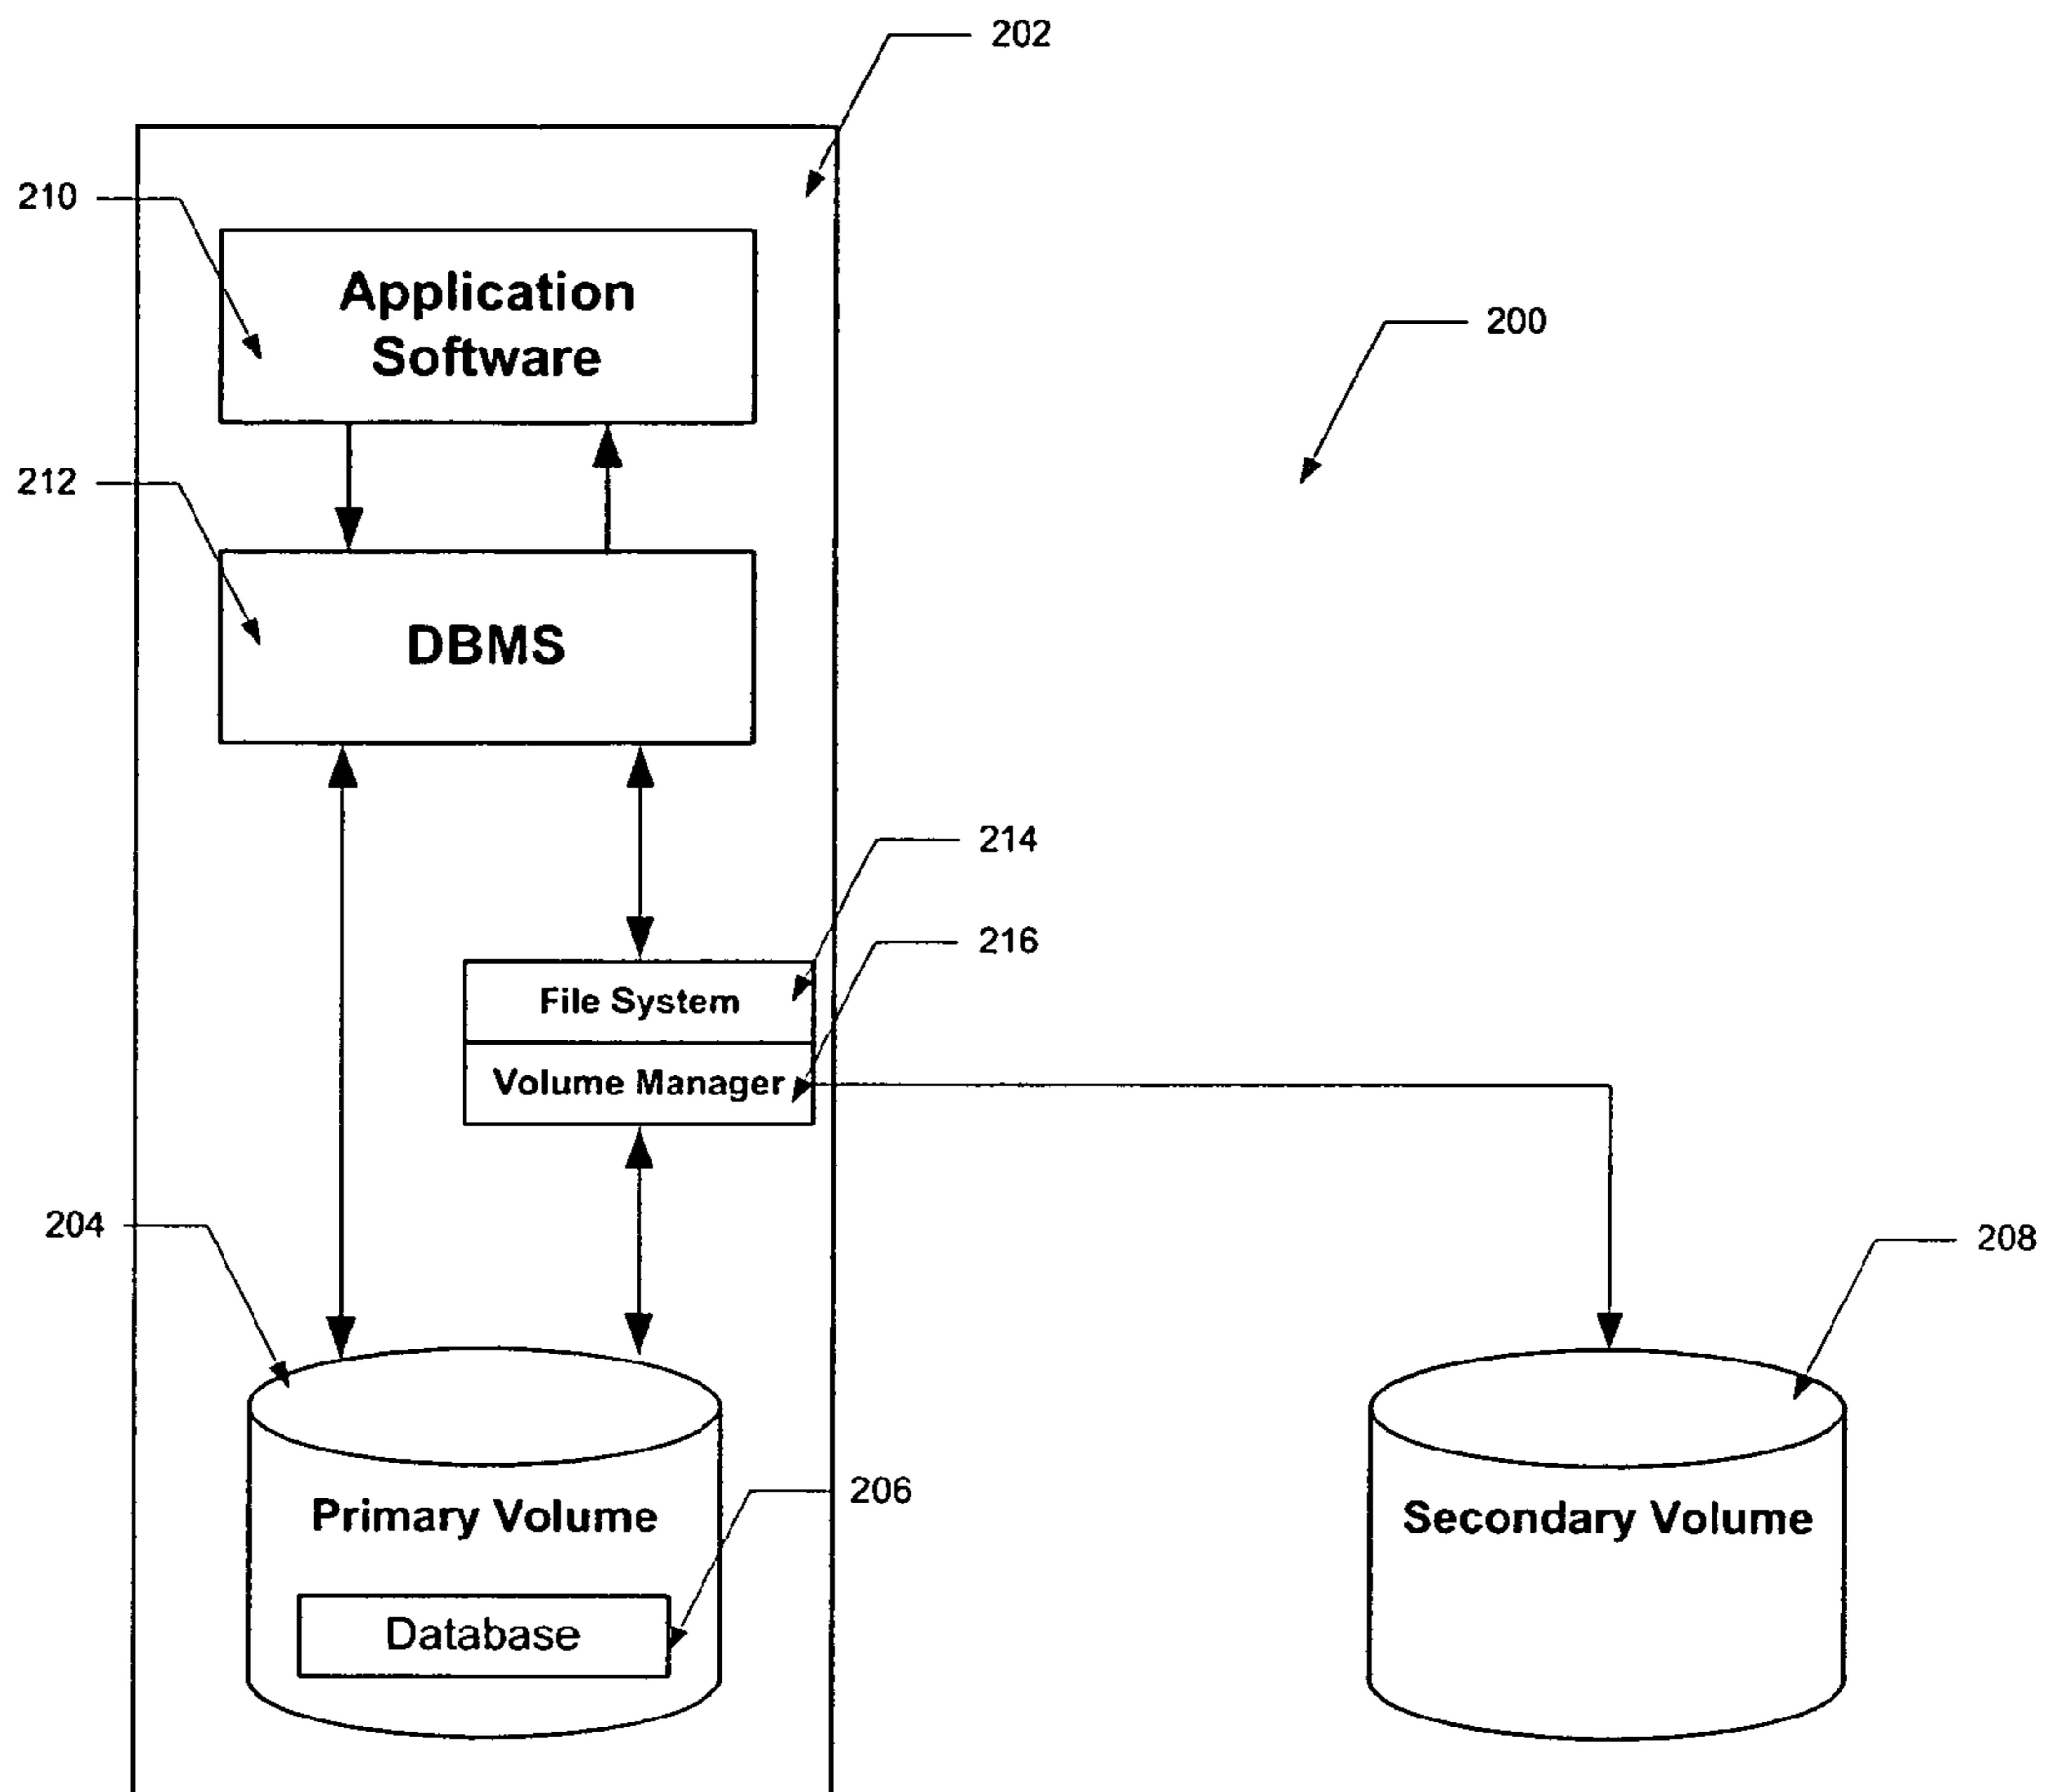 202
210
Application
Software
200
212
DBMS
214
216
File System
Volume Manager
204
208
206
Primary Volume
Secondary Volume
Database